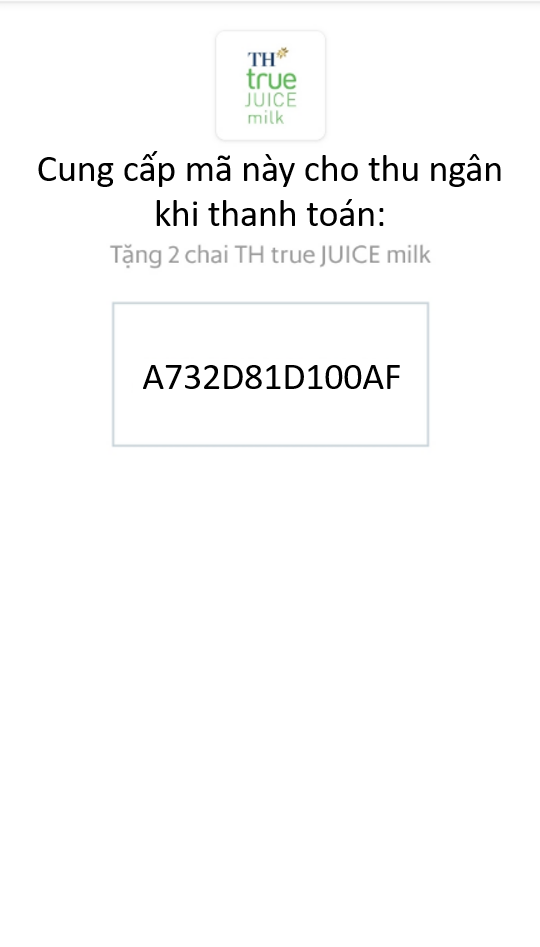 TH
true
JUICE
milk
Cung cấp mã này cho thu ngân
khi thanh toán:
Tặng 2 chai TH true JUICE milk
A732D81D100AF